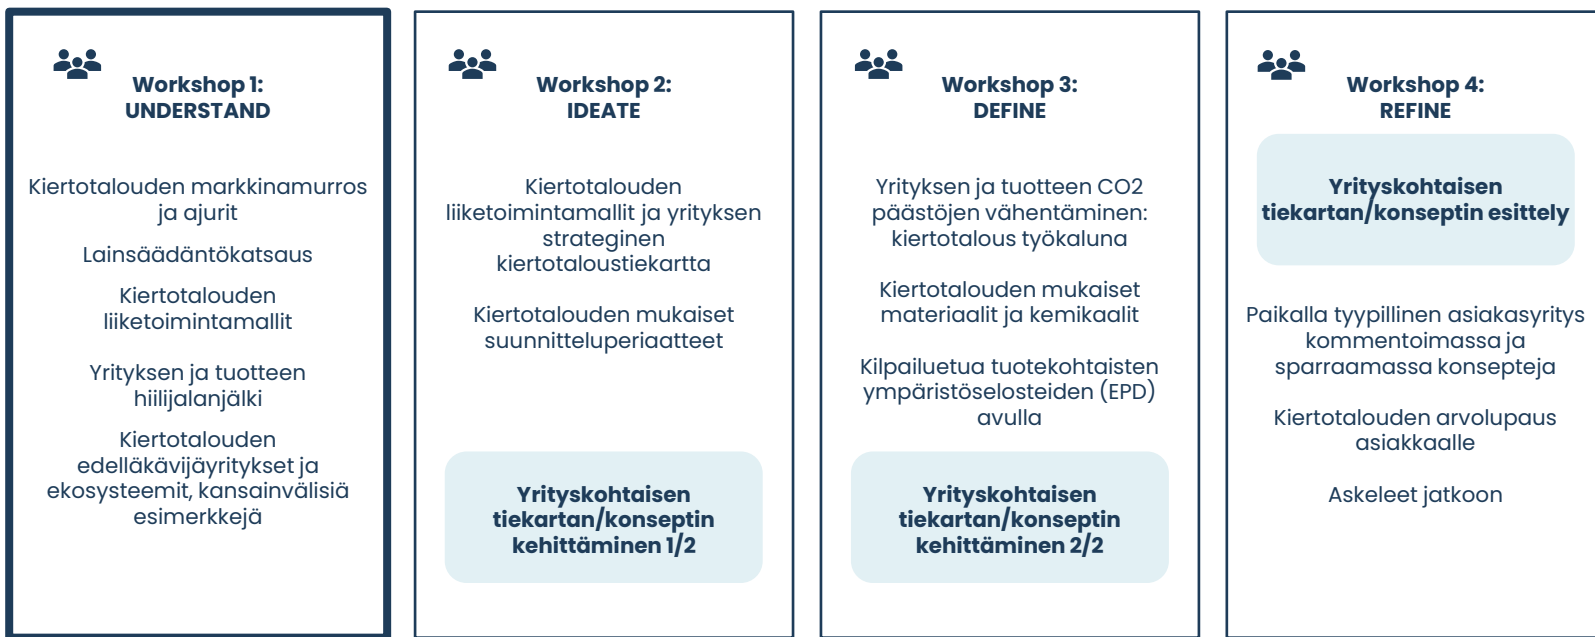 Workshop 1:
UNDERSTAND
Kiertotalouden markkinamurros
ja ajurit
Lainsäädäntökatsaus
Kiertotalouden
liiketoimintamallit
Yrityksen ja tuotteen
hiilijalanjälki
Kiertotalouden
edelläkävijäyritykset ja
ekosysteemit, kansainvälisiä
esimerkkejä
Workshop 2:
IDEATE
Kiertotalouden
liiketoimintamallit ja yrityksen
strateginen
kiertotaloustiekartta
Kiertotalouden mukaiset
suunnitteluperiaatteet
Yrityskohtaisen
tiekartan/konseptin
kehittäminen 1/2
Workshop 3:
DEFINE
Yrityksen ja tuotteen CO2
päästöjen vähentäminen:
kiertotalous työkaluna
Kiertotalouden mukaiset
materiaalit ja kemikaalit
Kilpailuetua tuotekohtaisten
ympäristöselosteiden (EPD)
avulla
Yrityskohtaisen
tiekartan/konseptin
kehittäminen 2/2
Workshop 4:
REFINE
Yrityskohtaisen
tiekartan/konseptin esittely
Paikalla tyypillinen asiakasyritys
kommentoimassa ja
sparraamassa konsepteja
Kiertotalouden arvolupaus
asiakkaalle
Askeleet jatkoon